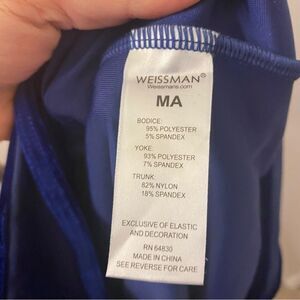 WEISSMAN®
Weissmans.com
MA
BODICE:
95% POLYESTER
5% SPANDEX
YOKE:
93% POLYESTER
7% SPANDEX
TRUNK:
82% NYLON
18% SPANDEX
EXCLUSIVE OF ELASTIC
AND DECORATION
RN 64830
MADE IN CHINA
SEE REVERSE FOR CARE